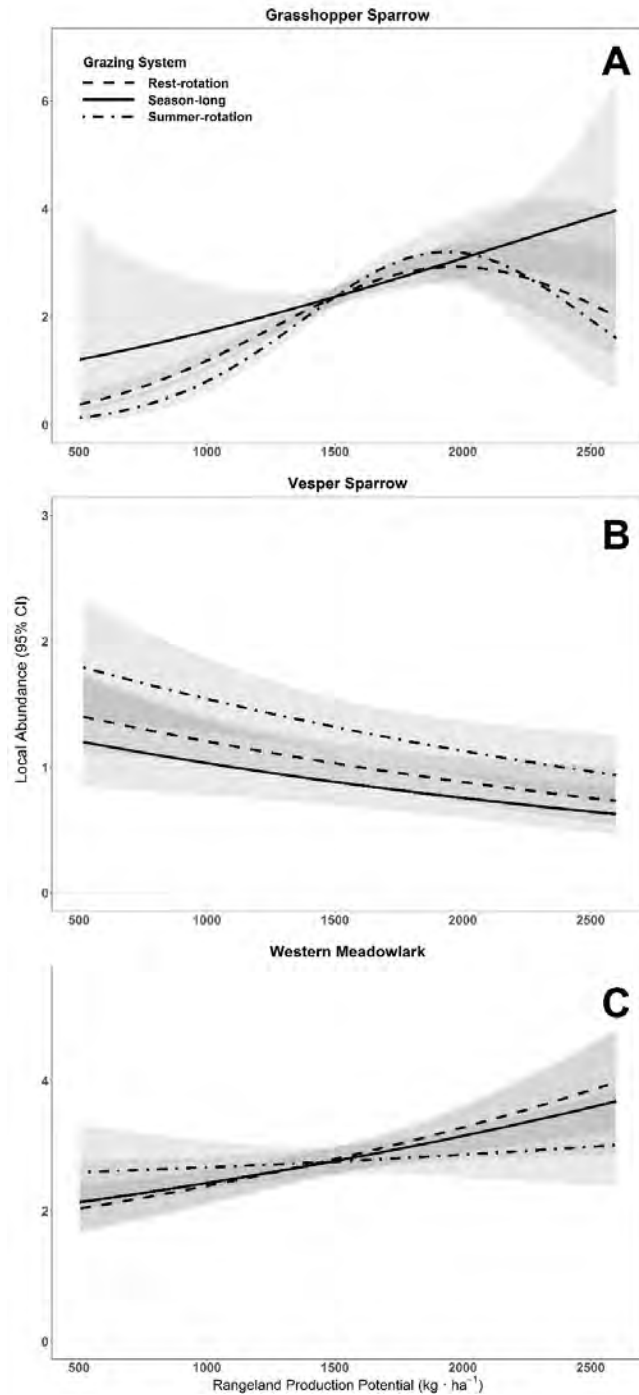 Grasshopper Sparrow
A
Grazing System
Rest-rotation
Season-long
Summer-rotation
6
4
2
0
500 1000 1500 2000 2500
Vesper Sparrow
B
3
2
1
0
Local Abundance (95% CI)
500 1000 1500 2000 2500
Western Meadowlark
C
4
2
0
500 1000 1500 2000 2500
Rangeland Production Potential (kg · ha⁻¹)